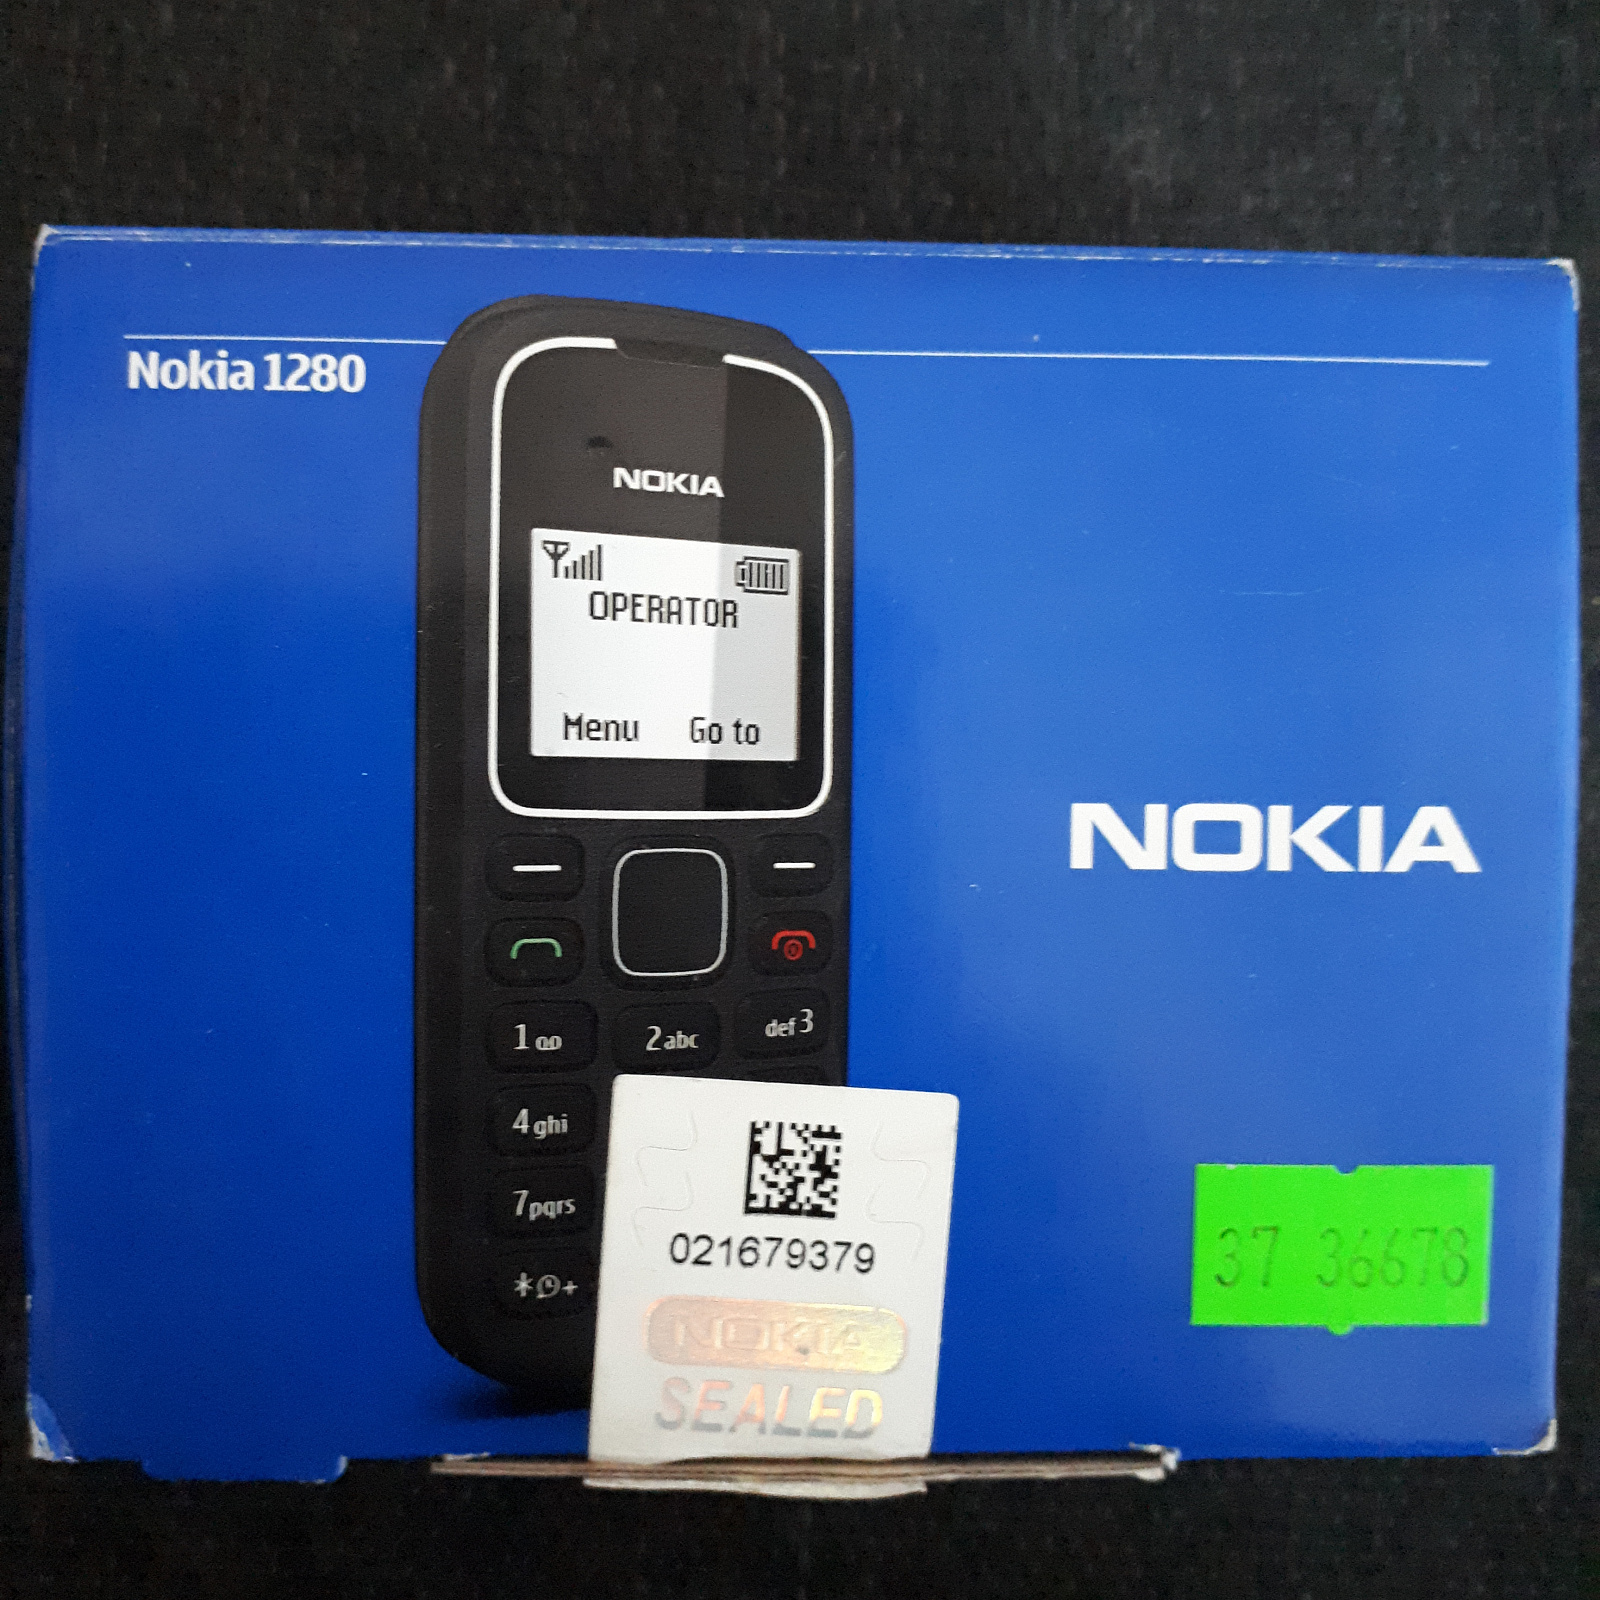 Nokia 1280
NOKIA
OPERATOR
Menu Go to
NOKIA
1 2abc def3
4ghi
7pqrs
*+
021679379
NOKIA
SEALED
37 36678